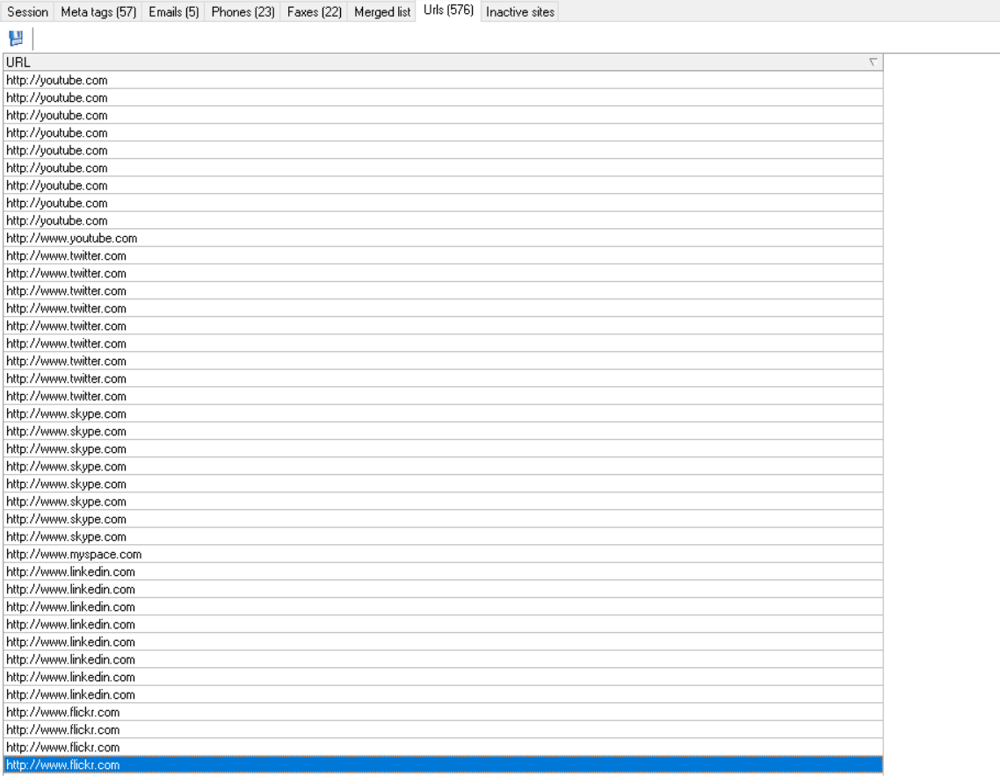 Session Meta tags (57) Emails (5) Phones (23) Faxes (22) Merged list Urls (576) Inactive sites
URL
http://youtube.com
http://youtube.com
http://youtube.com
http://youtube.com
http://youtube.com
http://youtube.com
http://youtube.com
http://youtube.com
http://youtube.com
http://www.youtube.com
http://www.twitter.com
http://www.twitter.com
http://www.twitter.com
http://www.twitter.com
http://www.twitter.com
http://www.twitter.com
http://www.twitter.com
http://www.twitter.com
http://www.twitter.com
http://www.skype.com
http://www.skype.com
http://www.skype.com
http://www.skype.com
http://www.skype.com
http://www.skype.com
http://www.skype.com
http://www.skype.com
http://www.myspace.com
http://www.linkedin.com
http://www.linkedin.com
http://www.linkedin.com
http://www.linkedin.com
http://www.linkedin.com
http://www.linkedin.com
http://www.linkedin.com
http://www.linkedin.com
http://www.flickr.com
http://www.flickr.com
http://www.flickr.com
http://www.flickr.com